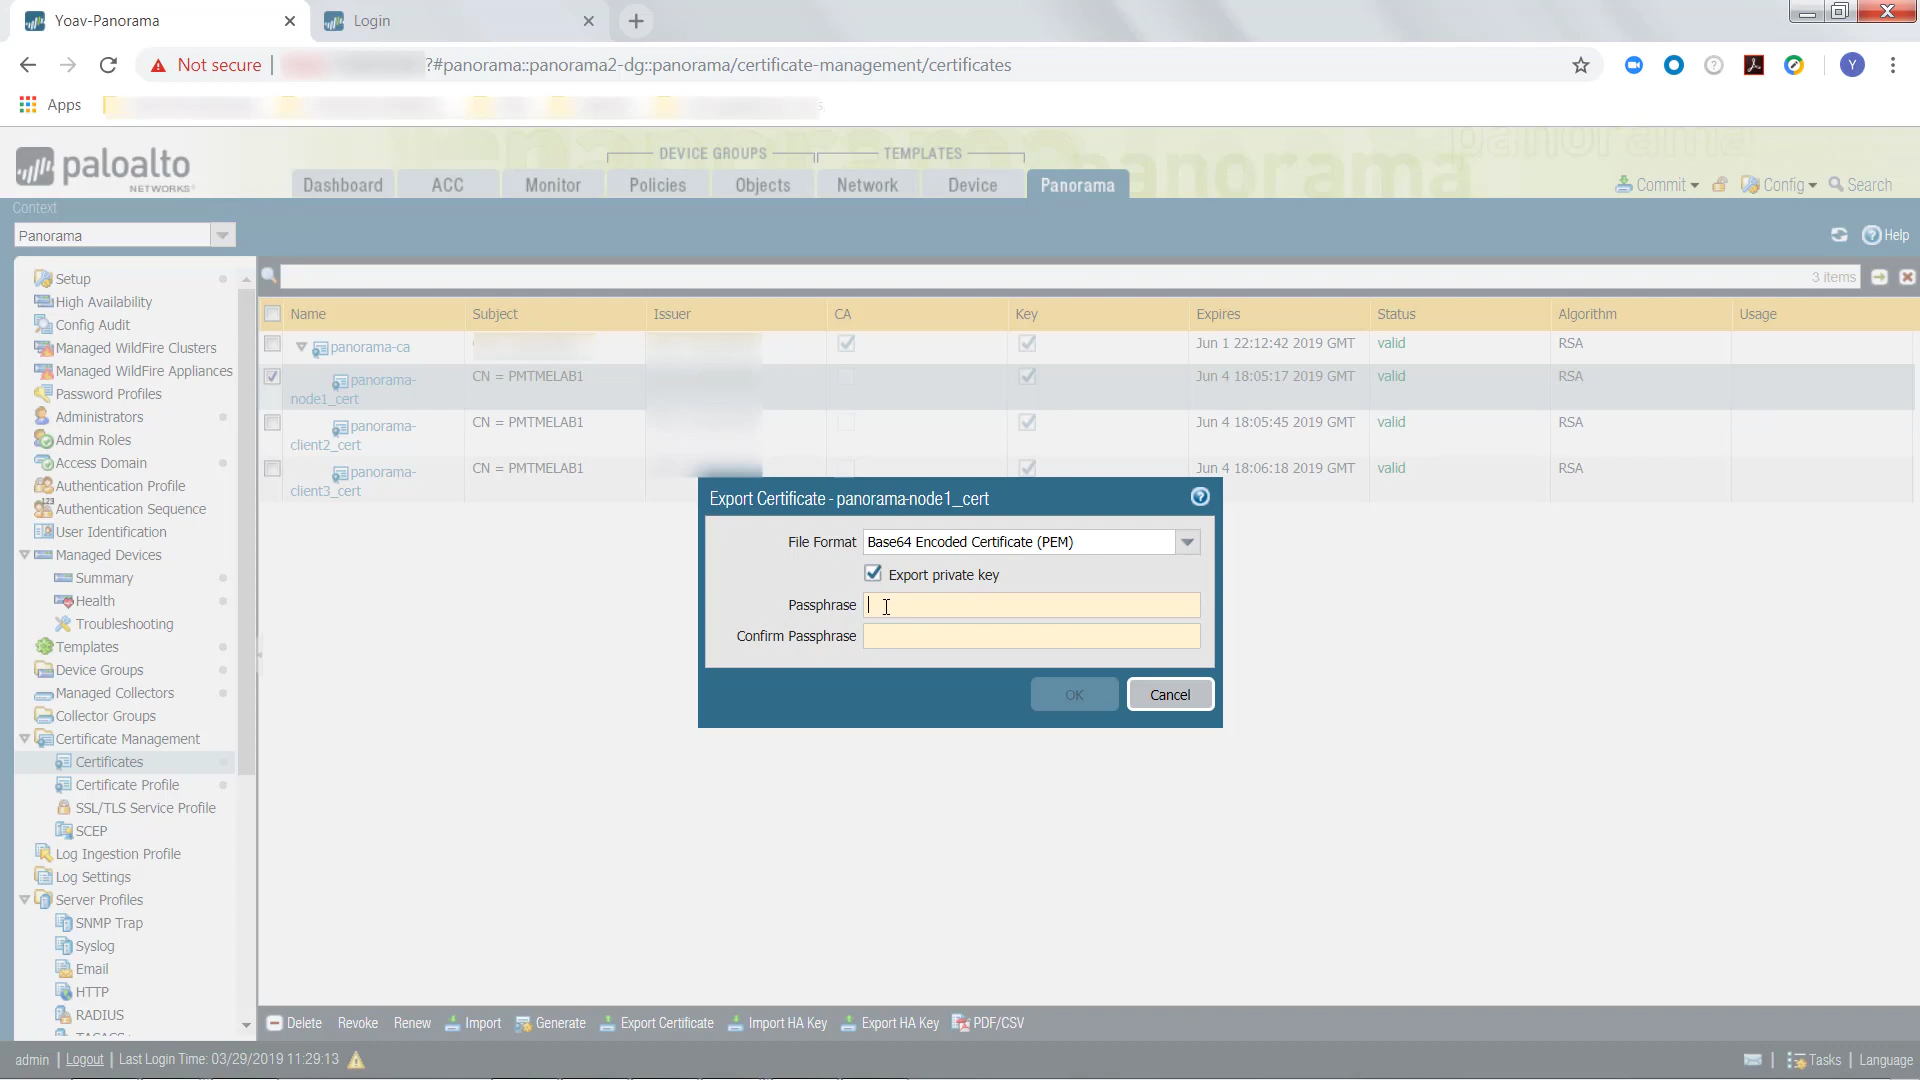 Yoav-Panorama
Login
Not secure
?#panorama::panorama2-dg::panorama/certificate-management/certificates
Y
Apps
panorama
panorama
panorama
paloalto
NETWORKS
DEVICE GROUPS
TEMPLATES
Dashboard
ACC
Monitor
Policies
Objects
Network
Device
Panorama
Commit
Config
Search
Context
Panorama
Help
Setup
High Availability
Config Audit
Managed WildFire Clusters
Managed WildFire Appliances
Password Profiles
Administrators
Admin Roles
Access Domain
Authentication Profile
Authentication Sequence
User Identification
Managed Devices
Summary
Health
Troubleshooting
Templates
Device Groups
Managed Collectors
Collector Groups
Certificate Management
Certificates
Certificate Profile
SSL/TLS Service Profile
SCEP
Log Ingestion Profile
Log Settings
Server Profiles
SNMP Trap
Syslog
Email
HTTP
RADIUS
TACACS+
3 items
Name Subject Issuer CA Key Expires Status Algorithm Usage
panorama-ca Jun 1 22:12:42 2019 GMT valid RSA
panorama-node1_cert CN = PMTMELAB1 Jun 4 18:05:17 2019 GMT valid RSA
panorama-client2_cert CN = PMTMELAB1 Jun 4 18:05:45 2019 GMT valid RSA
panorama-client3_cert CN = PMTMELAB1 Jun 4 18:06:18 2019 GMT valid RSA
Export Certificate - panorama-node1_cert
File Format Base64 Encoded Certificate (PEM)
Export private key
Passphrase
Confirm Passphrase
OK Cancel
Delete Revoke Renew Import Generate Export Certificate Import HA Key Export HA Key PDF/CSV
admin | Logout | Last Login Time: 03/29/2019 11:29:13
Tasks | Language